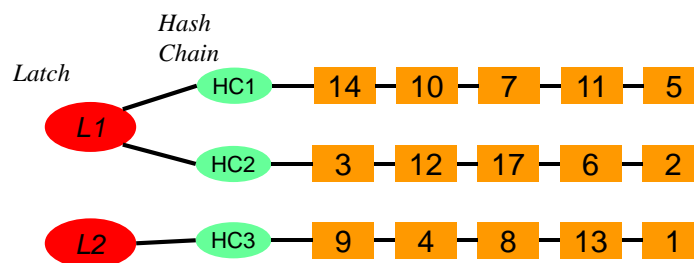 Hash
Chain
Latch
HC1 14 10 7 11 5
L1
HC2 3 12 17 6 2
L2 HC3 9 4 8 13 1